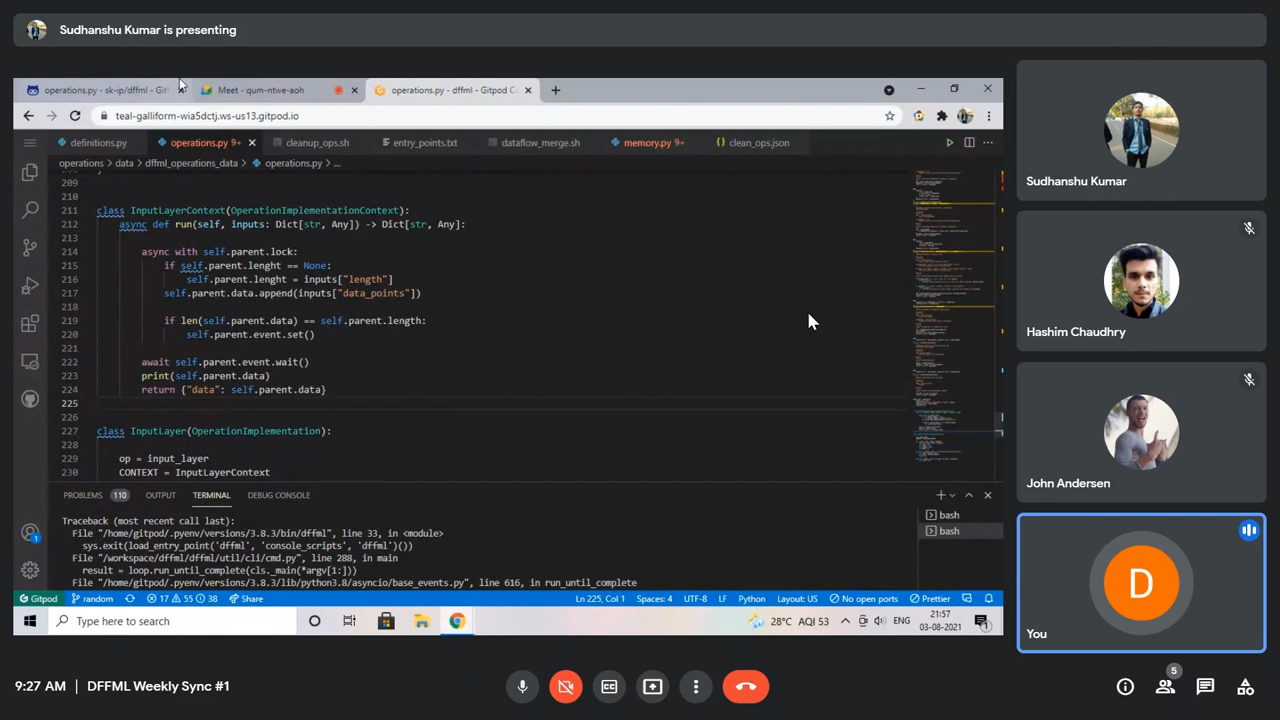 Sudhanshu Kumar is presenting
operations.py - sk-ip/dffml - Git
Meet - qum-ntwe-aoh
operations.py - dffml - Gitpod C
teal-galliform-wia5dctj.ws-us13.gitpod.io
definitions.py
operations.py 9+
cleanup_ops.sh
entry_points.txt
dataflow_merge.sh
memory.py 9+
clean_ops.json
operations > data > dffml_operations_data > operations.py > ...
209
210
211 class InputLayerContext(OperationImplementationContext):
212 async def run(self, inputs: Dict[str, Any]) -> Dict[str, Any]:
213
214 async with self.parent.lock:
215 if self.parent.lenght == None:
216 self.parent.lenght = inputs["length"]
217 self.parent.data.append(inputs["data_points"])
218
219 if len(self.parent.data) == self.parent.length:
220 self.parent.event.set()
221
222 await self.parent.event.wait()
223 print(self.parent.data)
224 return {"data": self.parent.data}
225
226
227 class InputLayer(OperationImplementation):
228
229 op = input_layer
230 CONTEXT = InputLayerContext
PROBLEMS 110 OUTPUT TERMINAL DEBUG CONSOLE
Traceback (most recent call last):
File "/home/gitpod/.pyenv/versions/3.8.3/bin/dffml", line 33, in <module>
sys.exit(load_entry_point('dffml', 'console_scripts', 'dffml')())
File "/workspace/dffml/dffml/util/cli/cmd.py", line 288, in main
result = loop.run_until_complete(cls._main(*argv[1:]))
File "/home/gitpod/.pyenv/versions/3.8.3/lib/python3.8/asyncio/base_events.py", line 616, in run_until_complete
bash
bash
1
Gitpod random 17 55 38 Share
Ln 225, Col 1 Spaces: 4 UTF-8 LF Python Layout: US No open ports Prettier
Type here to search
28°C AQI 53
ENG
21:57
03-08-2021
1
Sudhanshu Kumar
Hashim Chaudhry
John Andersen
D
You
9:27 AM | DFFML Weekly Sync #1
5